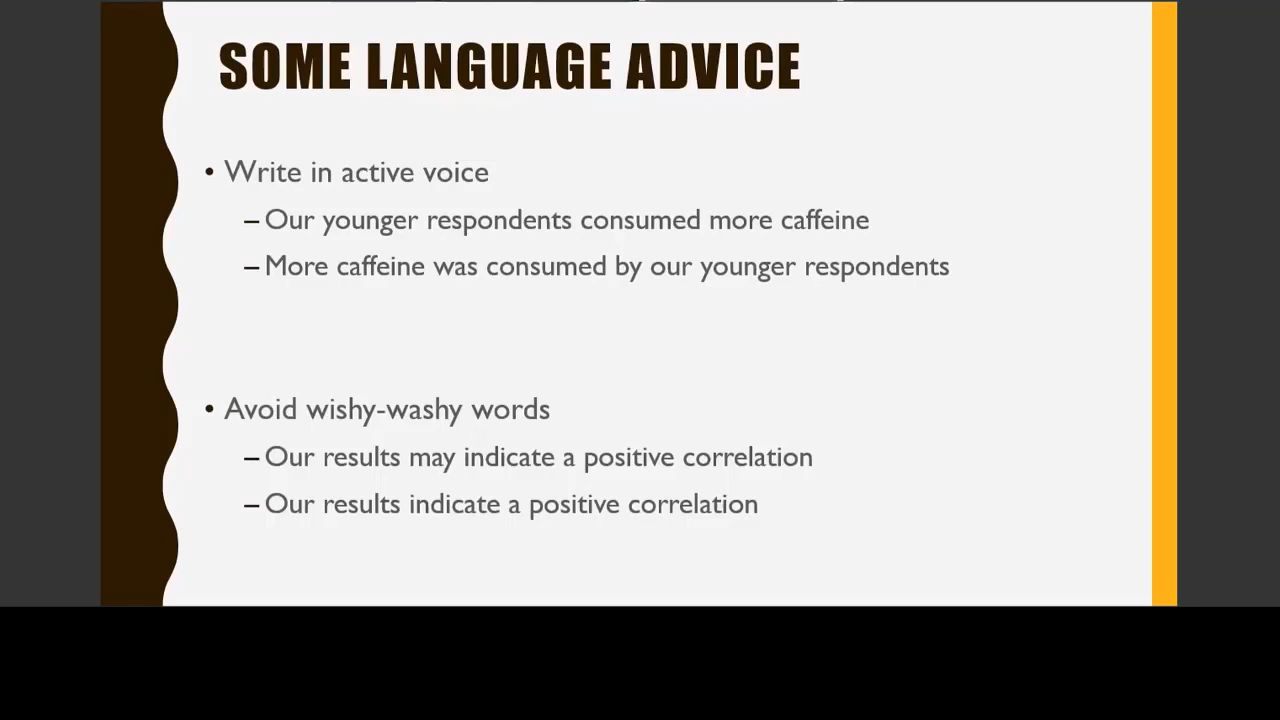 SOME LANGUAGE ADVICE
• Write in active voice
– Our younger respondents consumed more caffeine
– More caffeine was consumed by our younger respondents
• Avoid wishy-washy words
– Our results may indicate a positive correlation
– Our results indicate a positive correlation